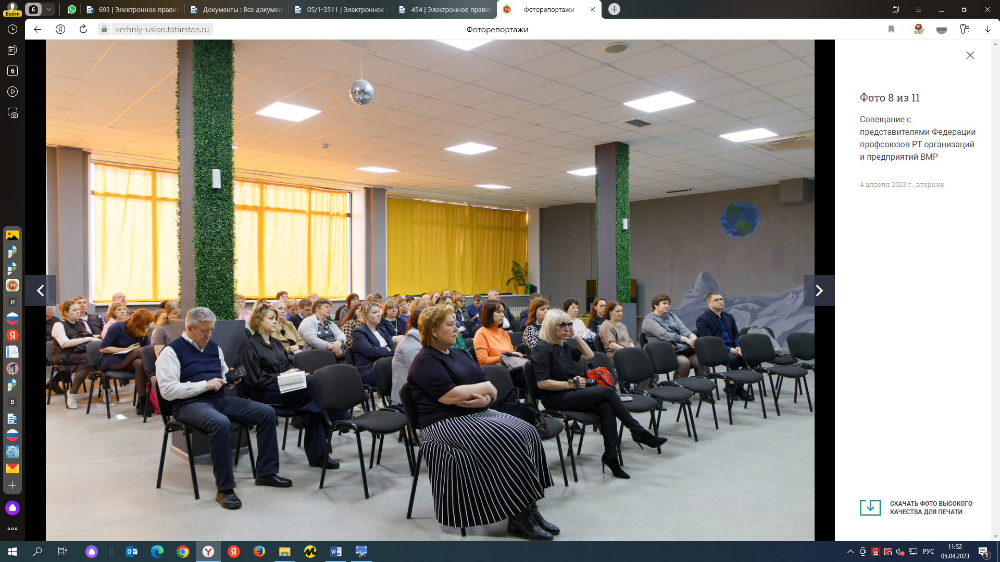 Войти
6
693 | Электронное правит
Документы : Все докумен
05/1-3511 | Электронное п
454 | Электронное правит
Фоторепортажи
verhniy-uslon.tatarstan.ru
Фоторепортажи
6
Фото 8 из 11
Совещание с
представителями Федерации
профсоюзов РТ организаций
и предприятий ВМР
4 апреля 2023 г., вторник
И
Я
В
СКАЧАТЬ ФОТО ВЫСОКОГО
КАЧЕСТВА ДЛЯ ПЕЧАТИ
РУС
11:52
05.04.2023
1